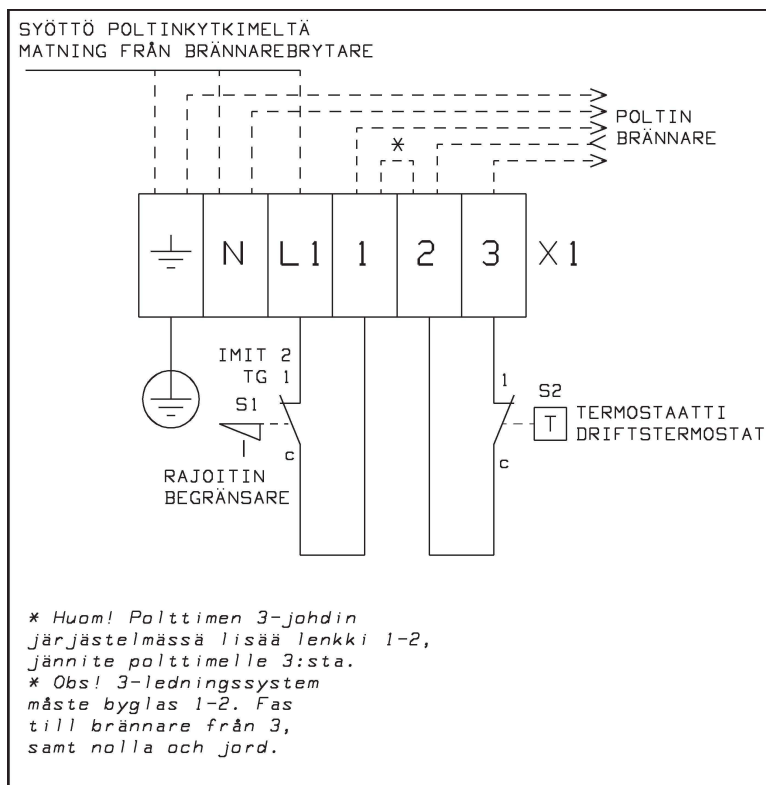 SYÖTTÖ POLTINKYTKIMELTÄ
MATNING FRÅN BRÄNNAREBRYTARE
POLTIN
BRÄNNARE
*
N L1 1 2 3 X1
IMIT 2
TG 1
S1
c
RAJOITIN
BEGRÄNSARE
1
S2
T
TERMOSTAATTI
DRIFTSTERMOSTAT
c
* Huom! Polttimen 3-johdin
järjästelmässä lisää lenkki 1-2,
jännite polttimelle 3:sta.
* Obs! 3-ledningssystem
måste byglas 1-2. Fas
till brännare från 3,
samt nolla och jord.